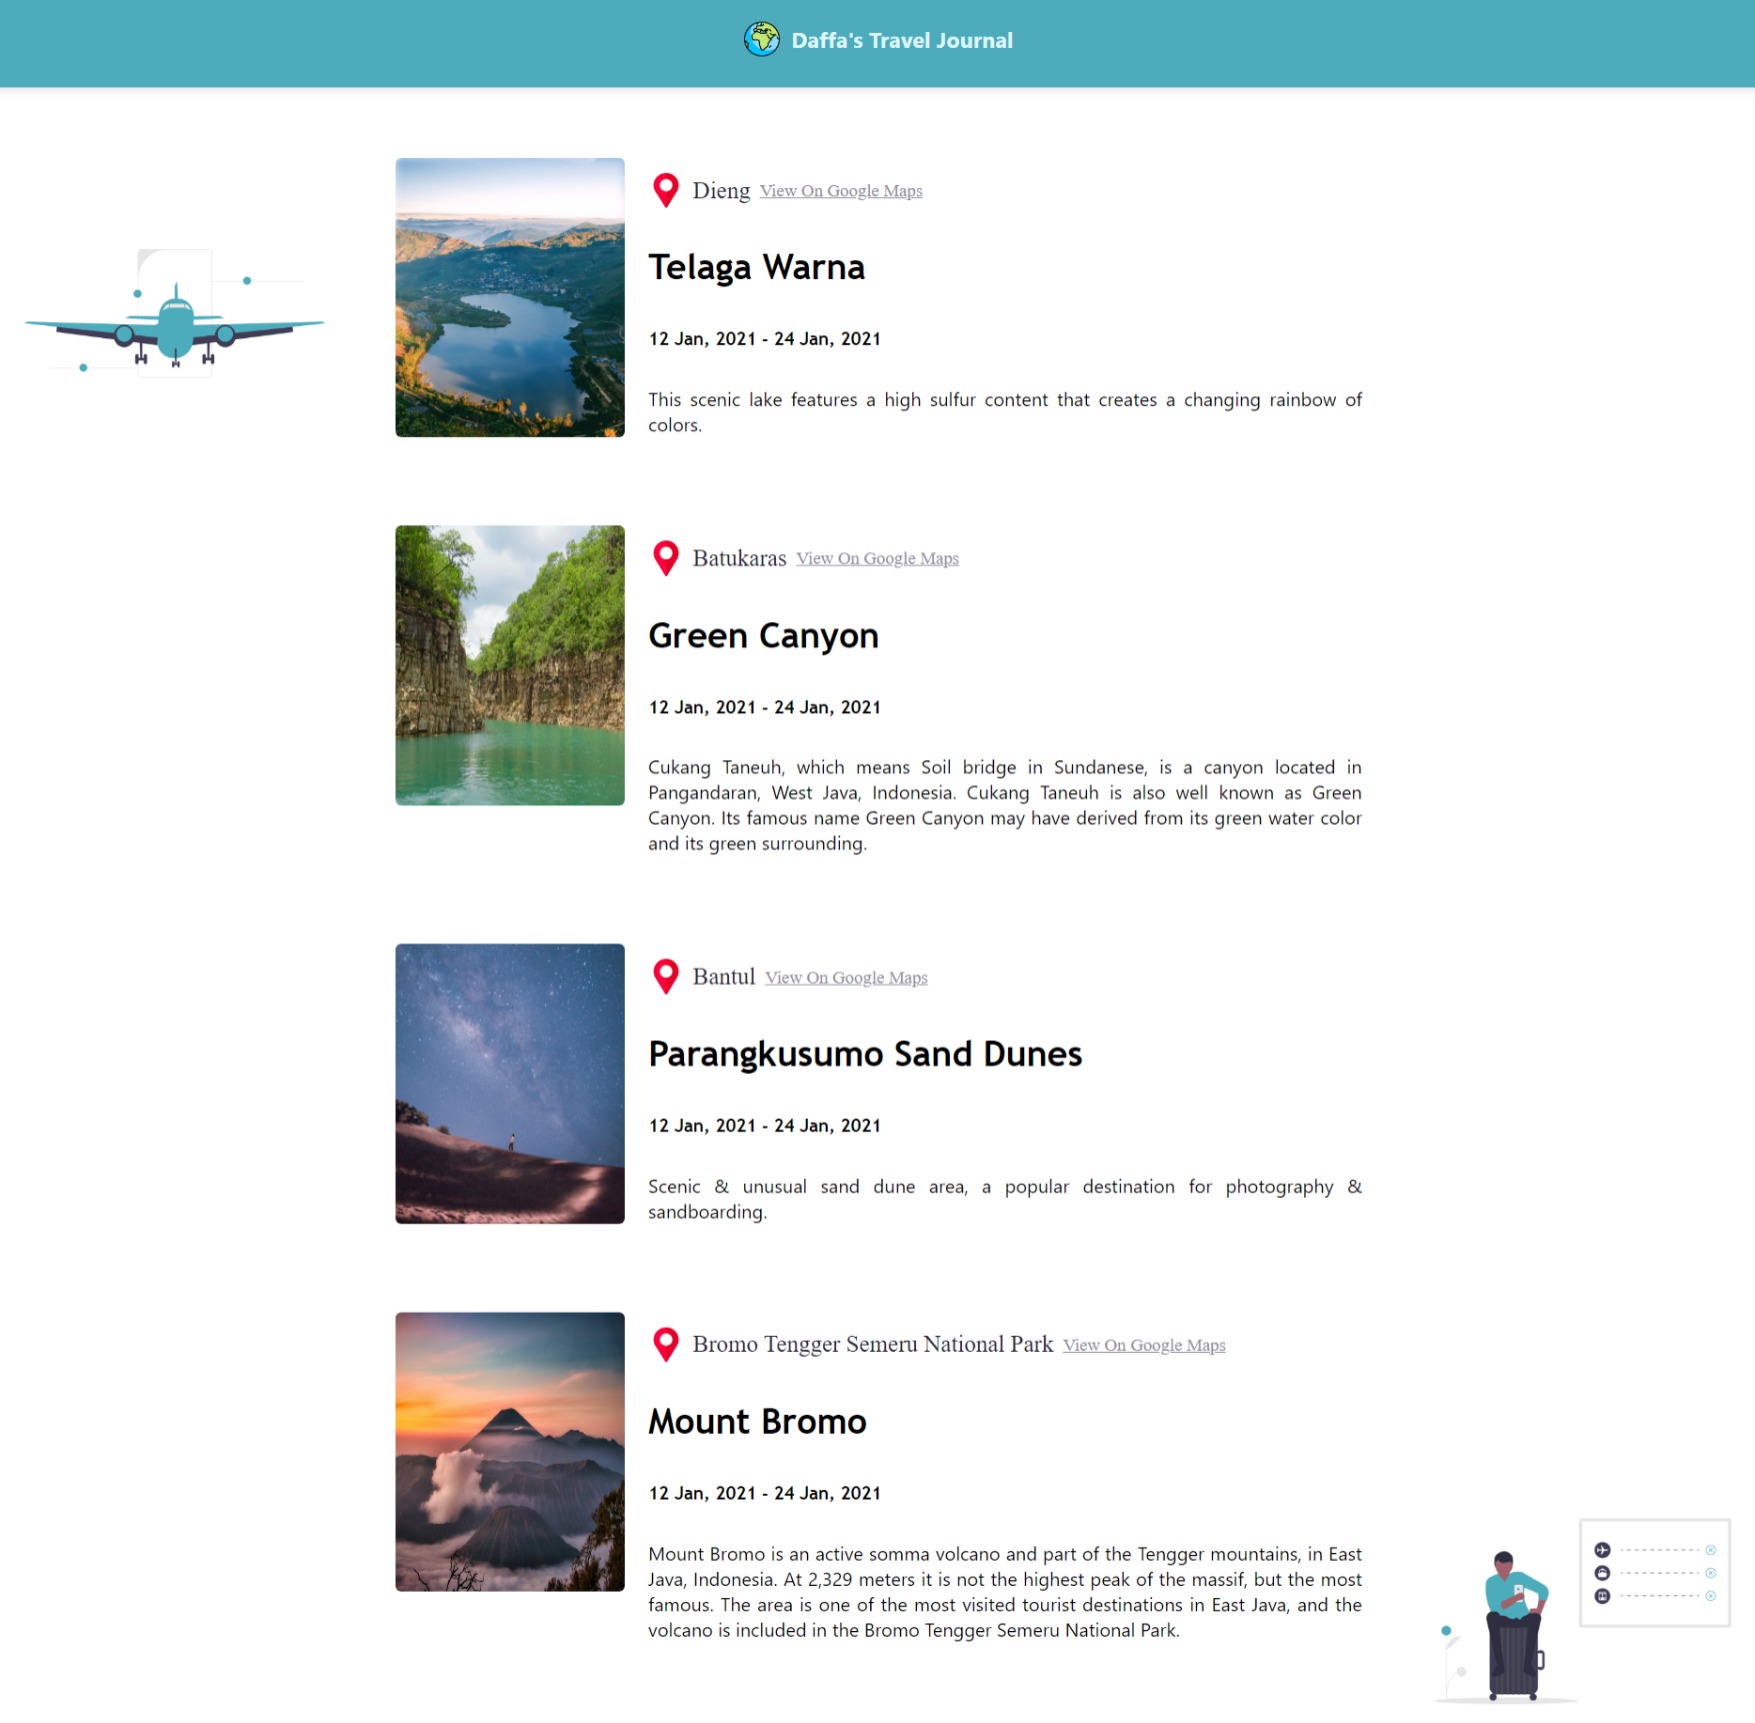 Daffa's Travel Journal
Dieng View On Google Maps
Telaga Warna
12 Jan, 2021 - 24 Jan, 2021
This scenic lake features a high sulfur content that creates a changing rainbow of
colors.
Batukaras View On Google Maps
Green Canyon
12 Jan, 2021 - 24 Jan, 2021
Cukang Taneuh, which means Soil bridge in Sundanese, is a canyon located in
Pangandaran, West Java, Indonesia. Cukang Taneuh is also well known as Green
Canyon. Its famous name Green Canyon may have derived from its green water color
and its green surrounding.
Bantul View On Google Maps
Parangkusumo Sand Dunes
12 Jan, 2021 - 24 Jan, 2021
Scenic & unusual sand dune area, a popular destination for photography &
sandboarding.
Bromo Tengger Semeru National Park View On Google Maps
Mount Bromo
12 Jan, 2021 - 24 Jan, 2021
Mount Bromo is an active somma volcano and part of the Tengger mountains, in East
Java, Indonesia. At 2,329 meters it is not the highest peak of the massif, but the most
famous. The area is one of the most visited tourist destinations in East Java, and the
volcano is included in the Bromo Tengger Semeru National Park.